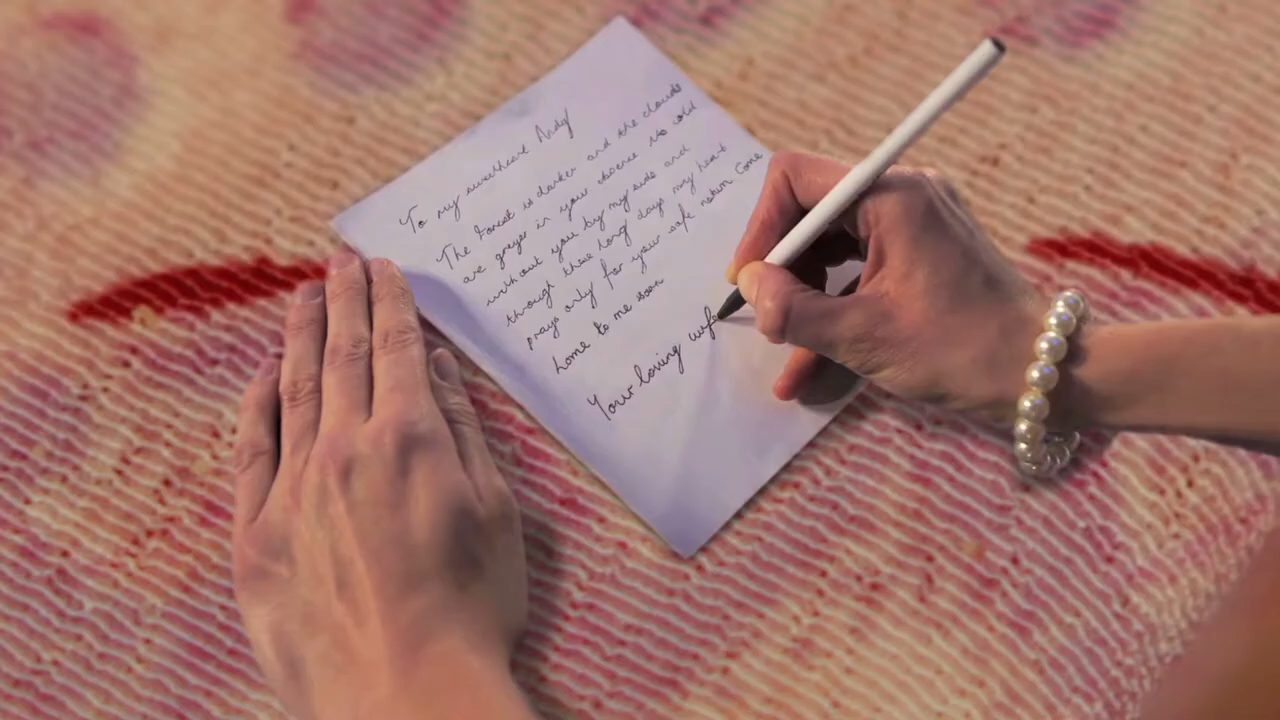 To my sweetheart Andy
The forest is darker and the clouds
are greyer in your absence its cold
without you by my side and
through these long days my heart
prays only for your safe return come
home to me soon
Your loving wife